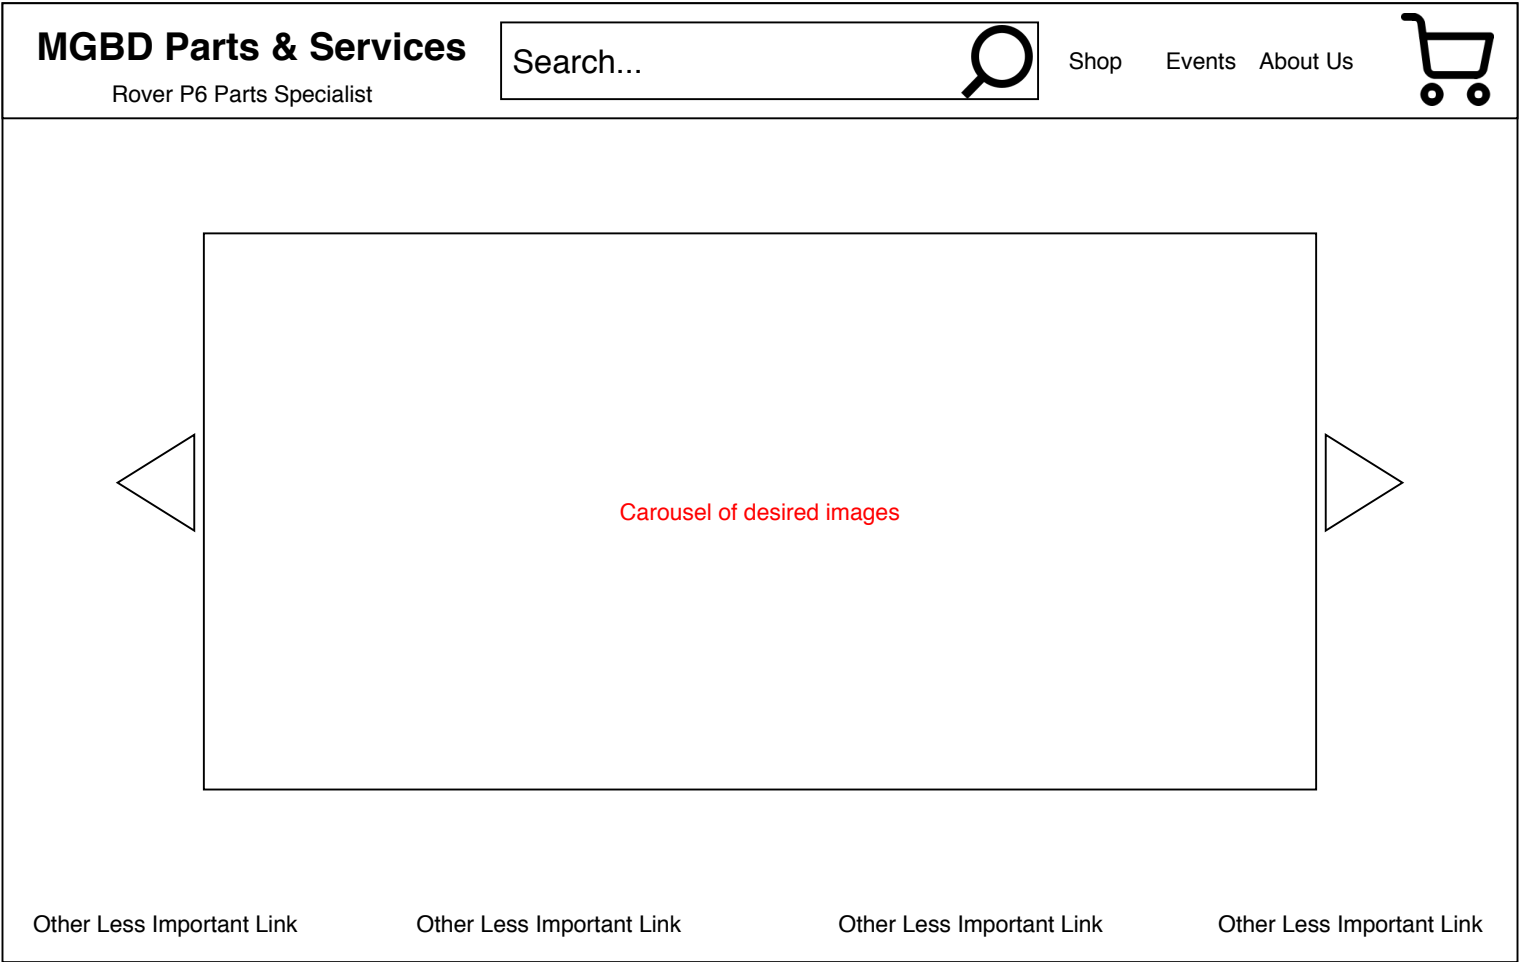 MGBD Parts & Services
Rover P6 Parts Specialist
Search...
Shop
Events
About Us
Carousel of desired images
Other Less Important Link
Other Less Important Link
Other Less Important Link
Other Less Important Link